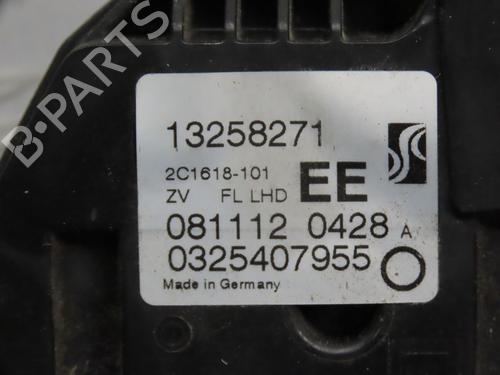 13258271
2C1618-101
ZV FL LHD EE
081112 0428 A
0325407955
Made in Germany
B-PARTS